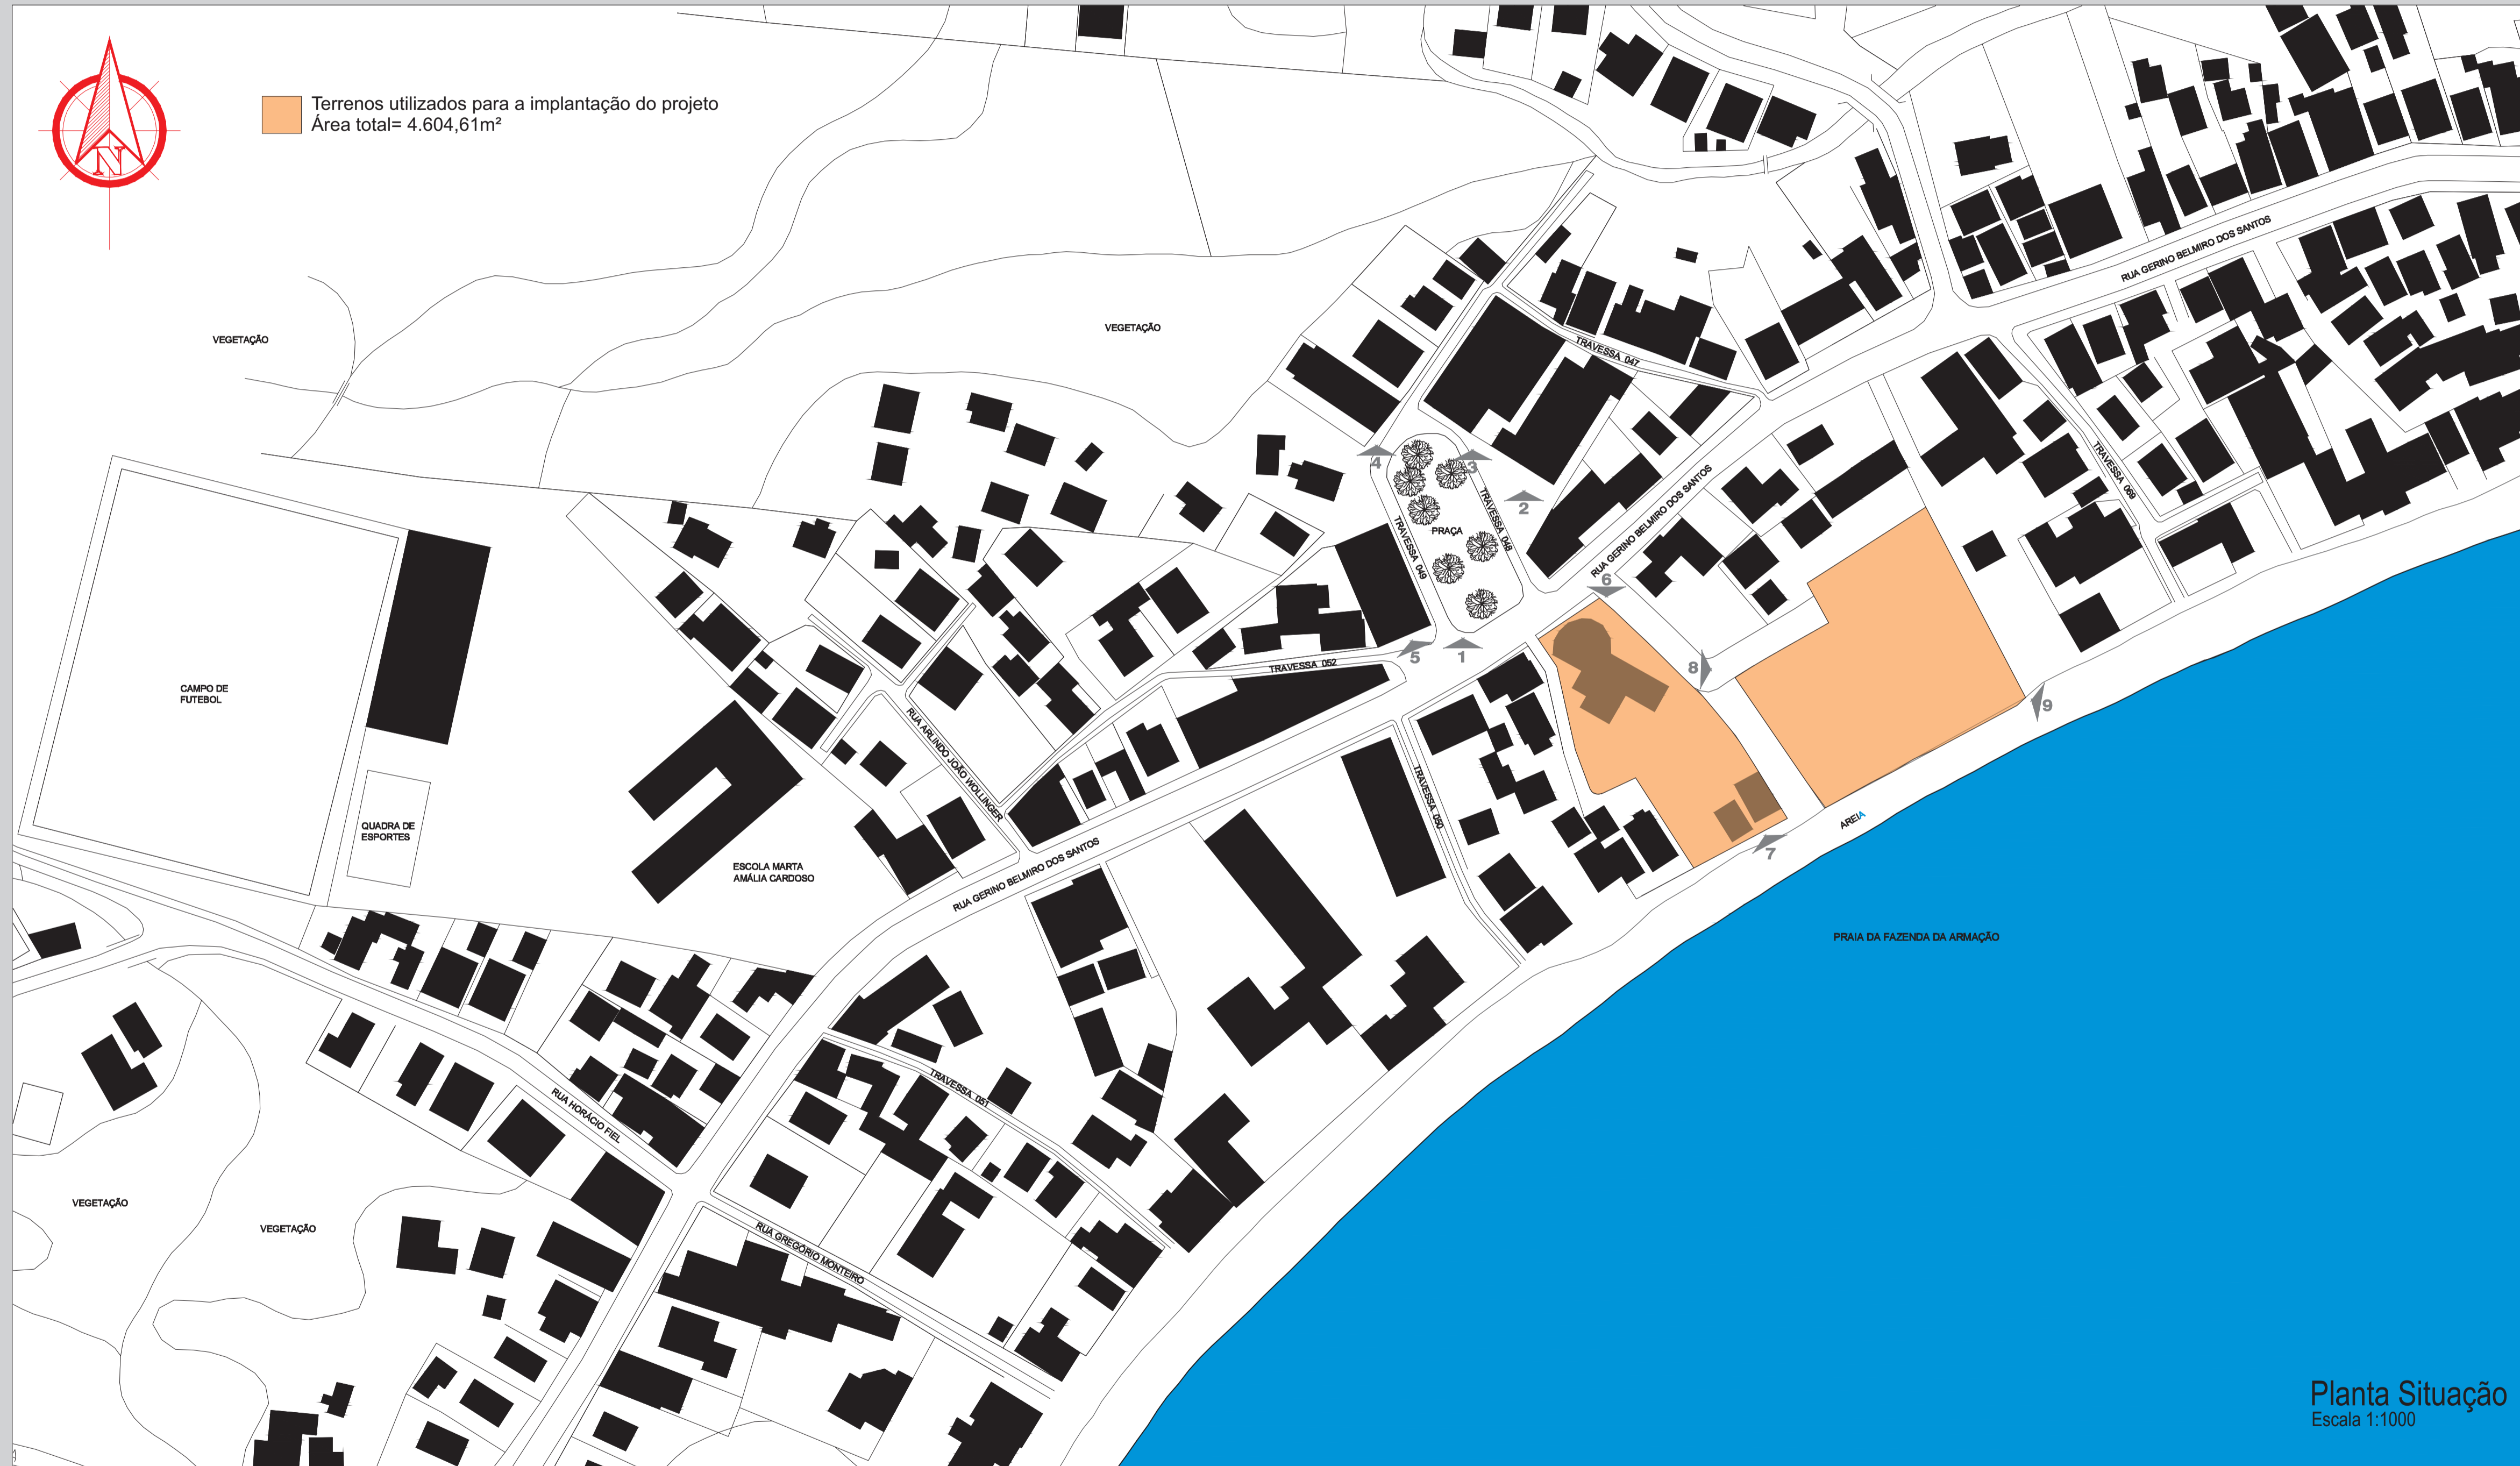 N
Terrenos utilizados para a implantação do projeto
Área total= 4.604,61m²
RUA GERINO BELMIRO DOS SANTOS
VEGETAÇÃO
VEGETAÇÃO
TRAVESSA 047
4
3
2
TRAVESSA 048
TRAVESSA 049
PRAÇA
RUA GERINO BELMIRO DOS SANTOS
TRAVESSA 069
6
5
1
TRAVESSA 052
8
9
CAMPO DE
FUTEBOL
RUA ARLINDO JOÃO WOLLINGER
TRAVESSA 050
QUADRA DE
ESPORTES
AREIA
7
ESCOLA MARTA
AMÁLIA CARDOSO
RUA GERINO BELMIRO DOS SANTOS
PRAIA DA FAZENDA DA ARMAÇÃO
TRAVESSA 051
RUA HORÁCIO FIEL
VEGETAÇÃO
VEGETAÇÃO
RUA GREGÓRIO MONTEIRO
Planta Situação
Escala 1:1000